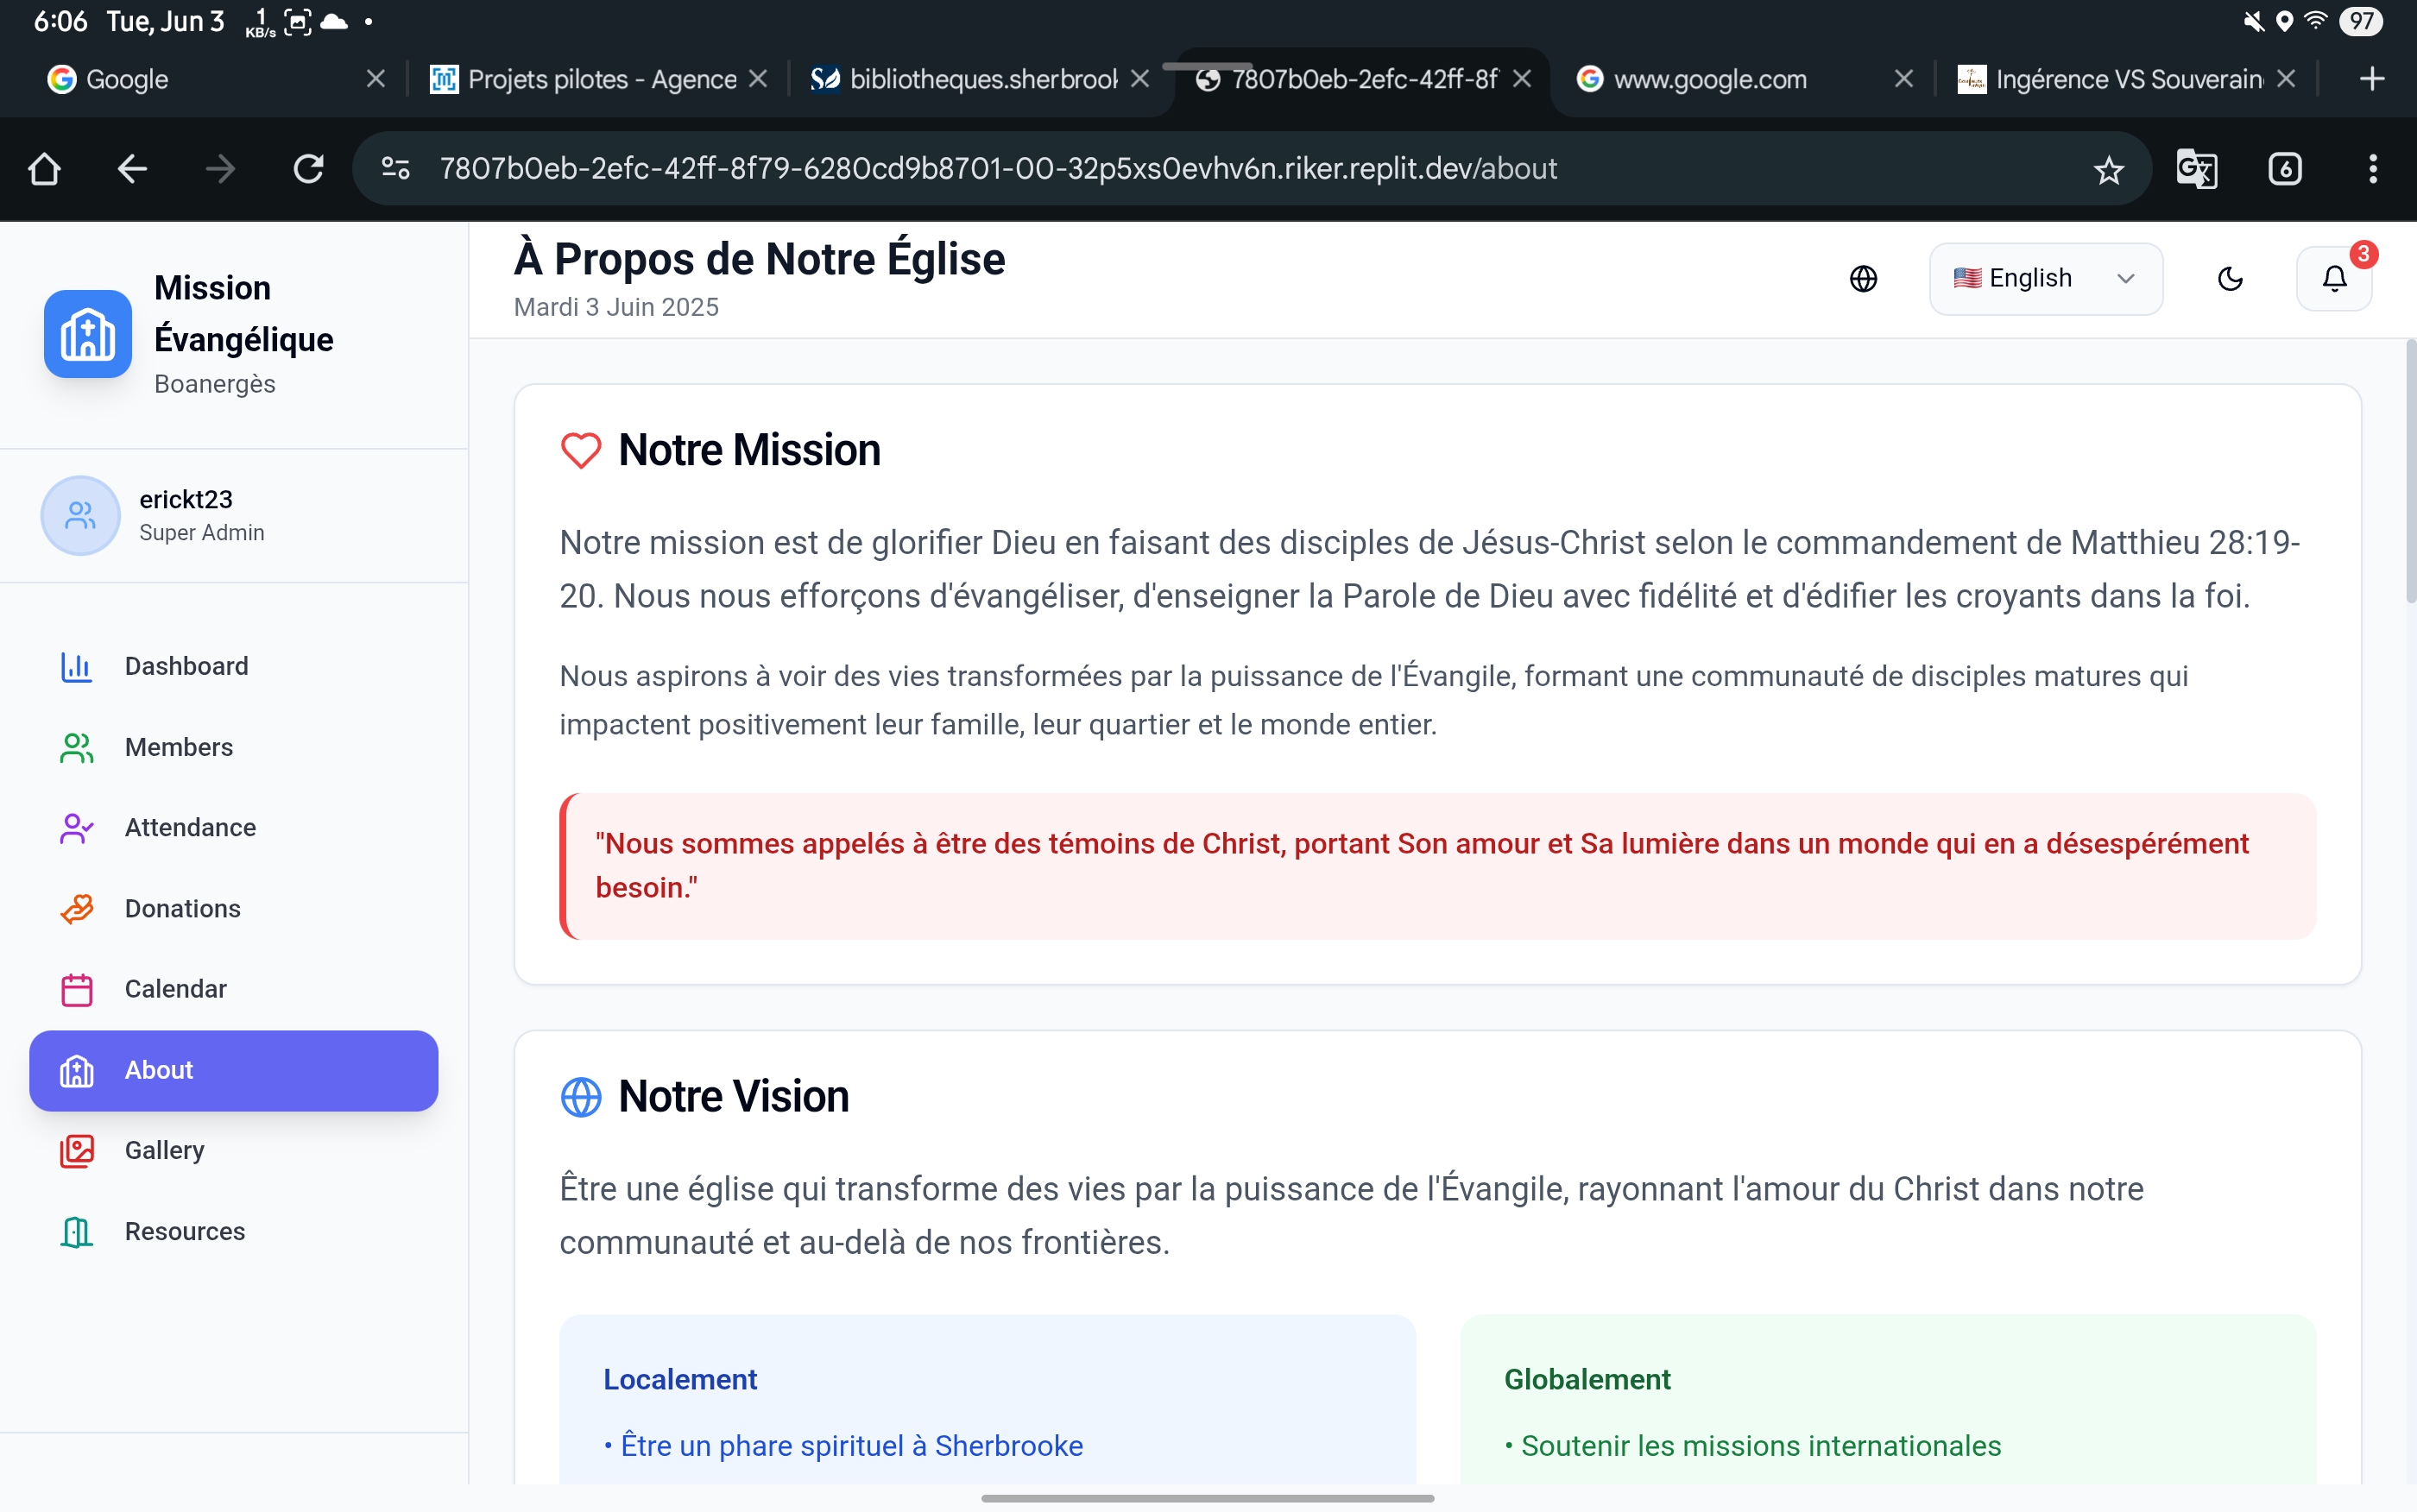 6:06 Tue, Jun 3 1 KB/s 97
Google
Projets pilotes - Agence
bibliotheques.sherbrook
7807b0eb-2efc-42ff-8f
www.google.com
Ingérence VS Souverain
7807b0eb-2efc-42ff-8f79-6280cd9b8701-00-32p5xs0evhv6n.riker.replit.dev/about
6
Mission
Évangélique
Boanergès
erickt23
Super Admin
Dashboard
Members
Attendance
Donations
Calendar
About
Gallery
Resources
À Propos de Notre Église
Mardi 3 Juin 2025
🇺🇸 English
3
Notre Mission
Notre mission est de glorifier Dieu en faisant des disciples de Jésus-Christ selon le commandement de Matthieu 28:19-
20. Nous nous efforçons d'évangéliser, d'enseigner la Parole de Dieu avec fidélité et d'édifier les croyants dans la foi.
Nous aspirons à voir des vies transformées par la puissance de l'Évangile, formant une communauté de disciples matures qui
impactent positivement leur famille, leur quartier et le monde entier.
"Nous sommes appelés à être des témoins de Christ, portant Son amour et Sa lumière dans un monde qui en a désespérément
besoin."
Notre Vision
Être une église qui transforme des vies par la puissance de l'Évangile, rayonnant l'amour du Christ dans notre
communauté et au-delà de nos frontières.
Localement
• Être un phare spirituel à Sherbrooke
Globalement
• Soutenir les missions internationales